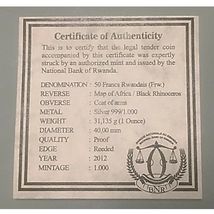 Certificate of Authenticity
This is to certify that the legal tender coin
accompanied by this certificate was expertly
struck by an authorized mint and issued by the
National Bank of Rwanda.
DENOMINATION : 50 Francs Rwandais (Frw.)
REVERSE : Map of Africa / Black Rhinoceros
OBVERSE : Coat of arms
METAL : Silver 999/1.000
WEIGHT : 31,135 g (1 Ounce)
DIAMETER : 40,00 mm
QUALITY : Proof
EDGE : Reeded
YEAR : 2012
MINTAGE : 1.000
BNR